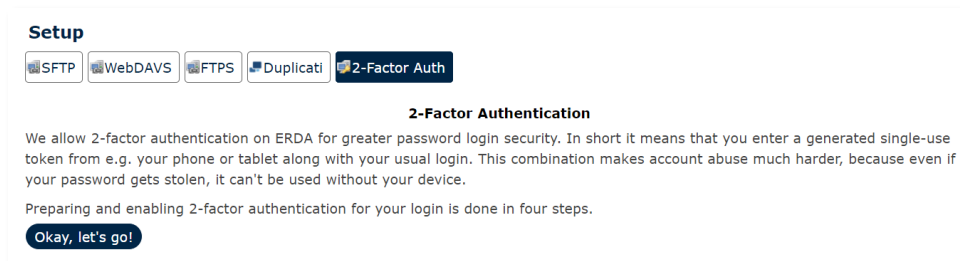 Setup
SFTP WebDAVS FTPS Duplicati 2-Factor Auth
2-Factor Authentication
We allow 2-factor authentication on ERDA for greater password login security. In short it means that you enter a generated single-use
token from e.g. your phone or tablet along with your usual login. This combination makes account abuse much harder, because even if
your password gets stolen, it can't be used without your device.
Preparing and enabling 2-factor authentication for your login is done in four steps.
Okay, let's go!